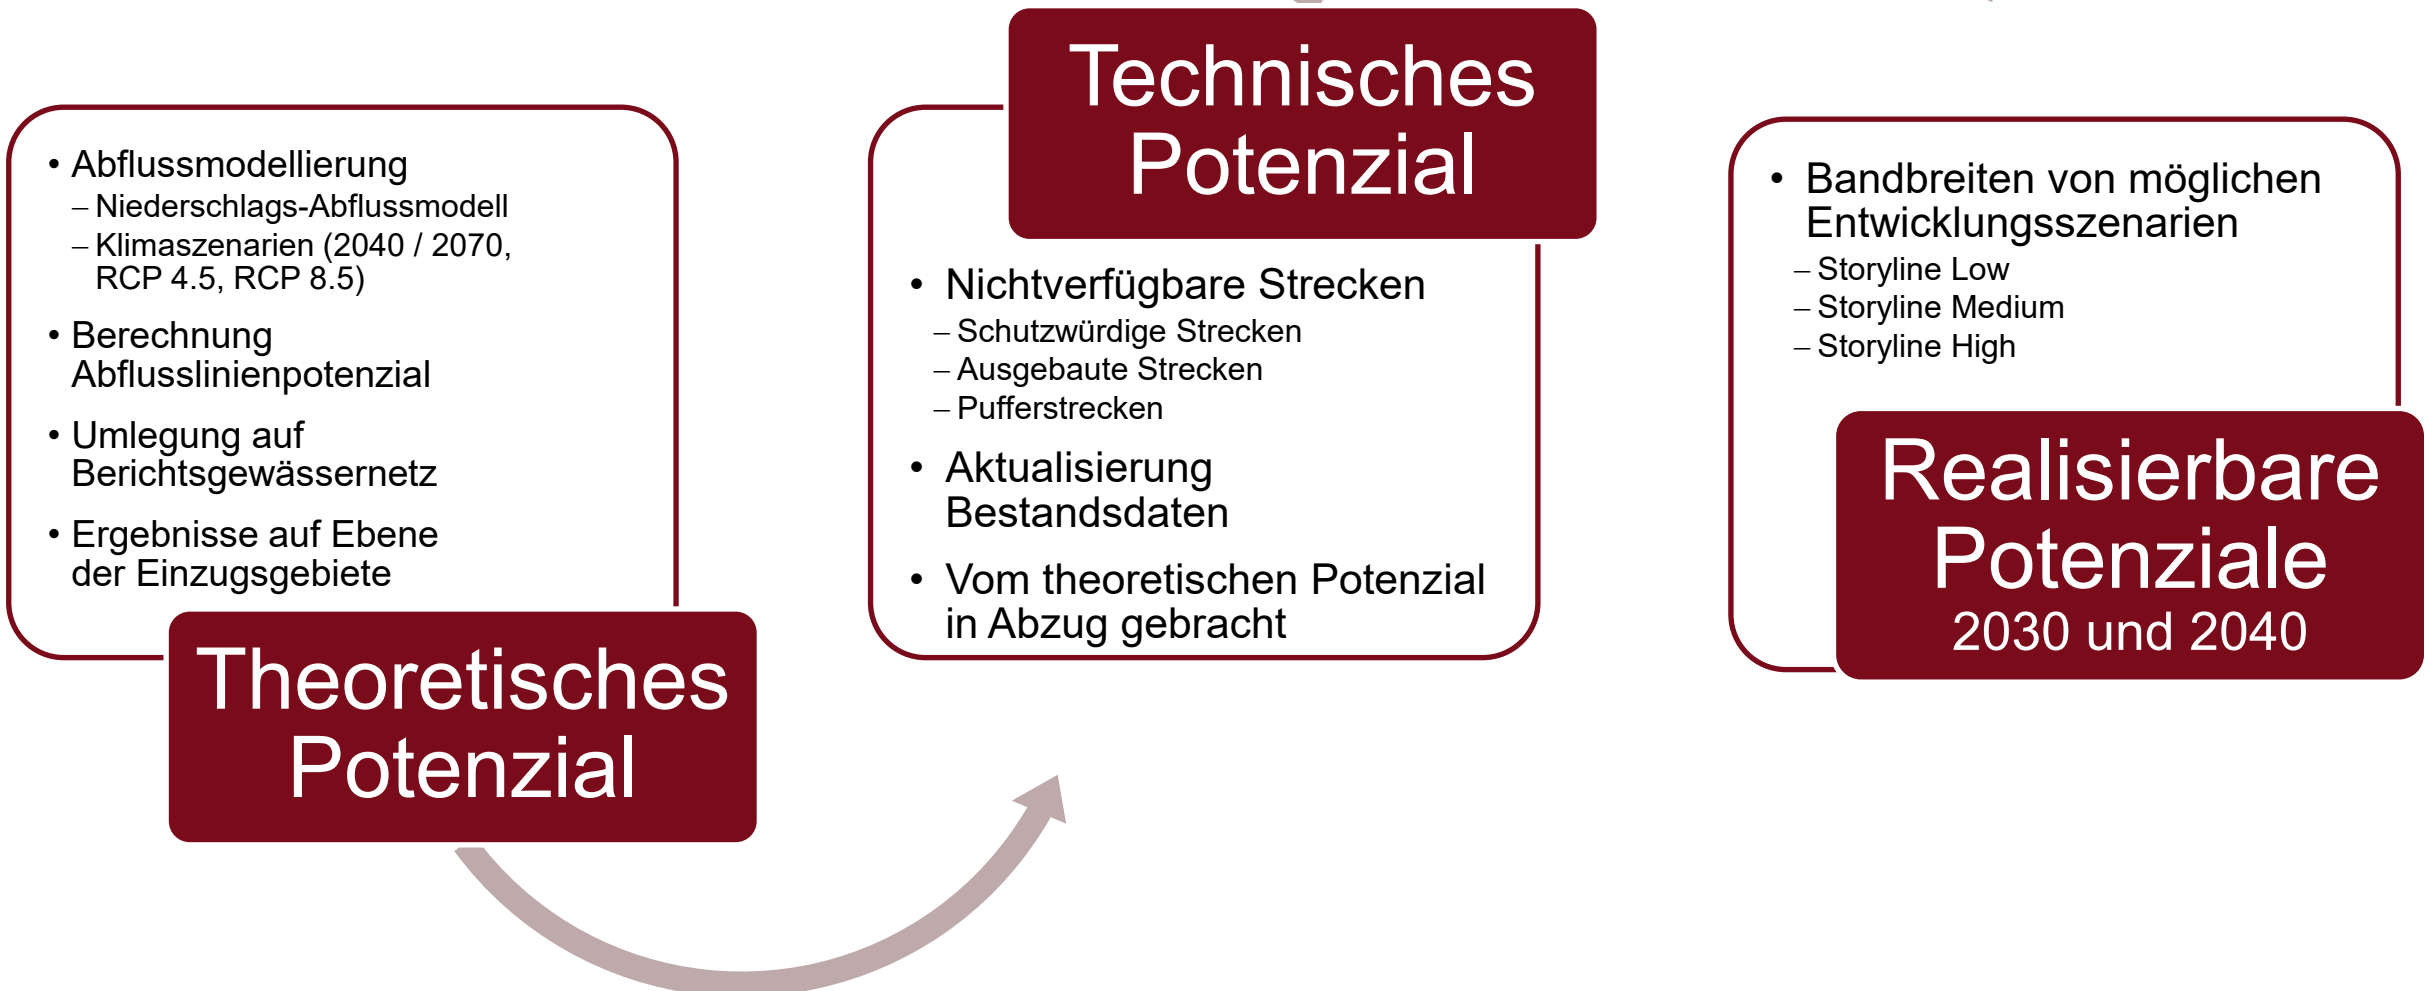 • Abflussmodellierung
– Niederschlags-Abflussmodell
– Klimaszenarien (2040 / 2070,
RCP 4.5, RCP 8.5)
• Berechnung
Abflusslinienpotenzial
• Umlegung auf
Berichtsgewässernetz
• Ergebnisse auf Ebene
der Einzugsgebiete
Theoretisches
Potenzial
Technisches
Potenzial
• Nichtverfügbare Strecken
– Schutzwürdige Strecken
– Ausgebaute Strecken
– Pufferstrecken
• Aktualisierung
Bestandsdaten
• Vom theoretischen Potenzial
in Abzug gebracht
• Bandbreiten von möglichen
Entwicklungsszenarien
– Storyline Low
– Storyline Medium
– Storyline High
Realisierbare
Potenziale
2030 und 2040